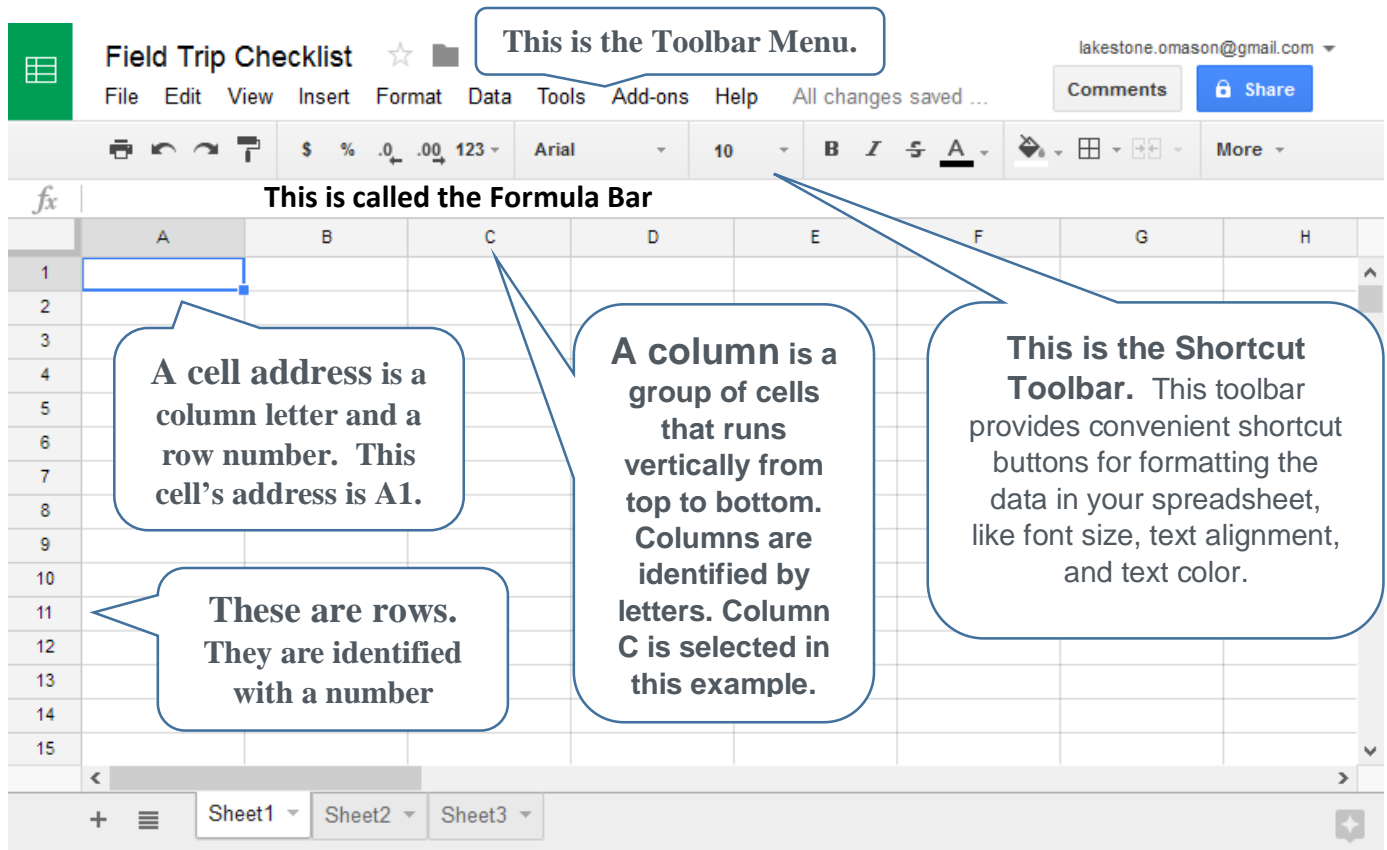 This is the Toolbar Menu.
Field Trip Checklist
lakestone.omason@gmail.com
File Edit View Insert Format Data Tools Add-ons Help All changes saved ...
Comments
Share
$ % .0 .00 123 Arial 10 B I S A More
fx
This is called the Formula Bar
A B C D E F G H
1
2
3
4
5
6
7
8
9
10
11
12
13
14
15
A cell address is a
column letter and a
row number. This
cell’s address is A1.
These are rows.
They are identified
with a number
A column is a
group of cells
that runs
vertically from
top to bottom.
Columns are
identified by
letters. Column
C is selected in
this example.
This is the Shortcut
Toolbar. This toolbar
provides convenient shortcut
buttons for formatting the
data in your spreadsheet,
like font size, text alignment,
and text color.
Sheet1 Sheet2 Sheet3